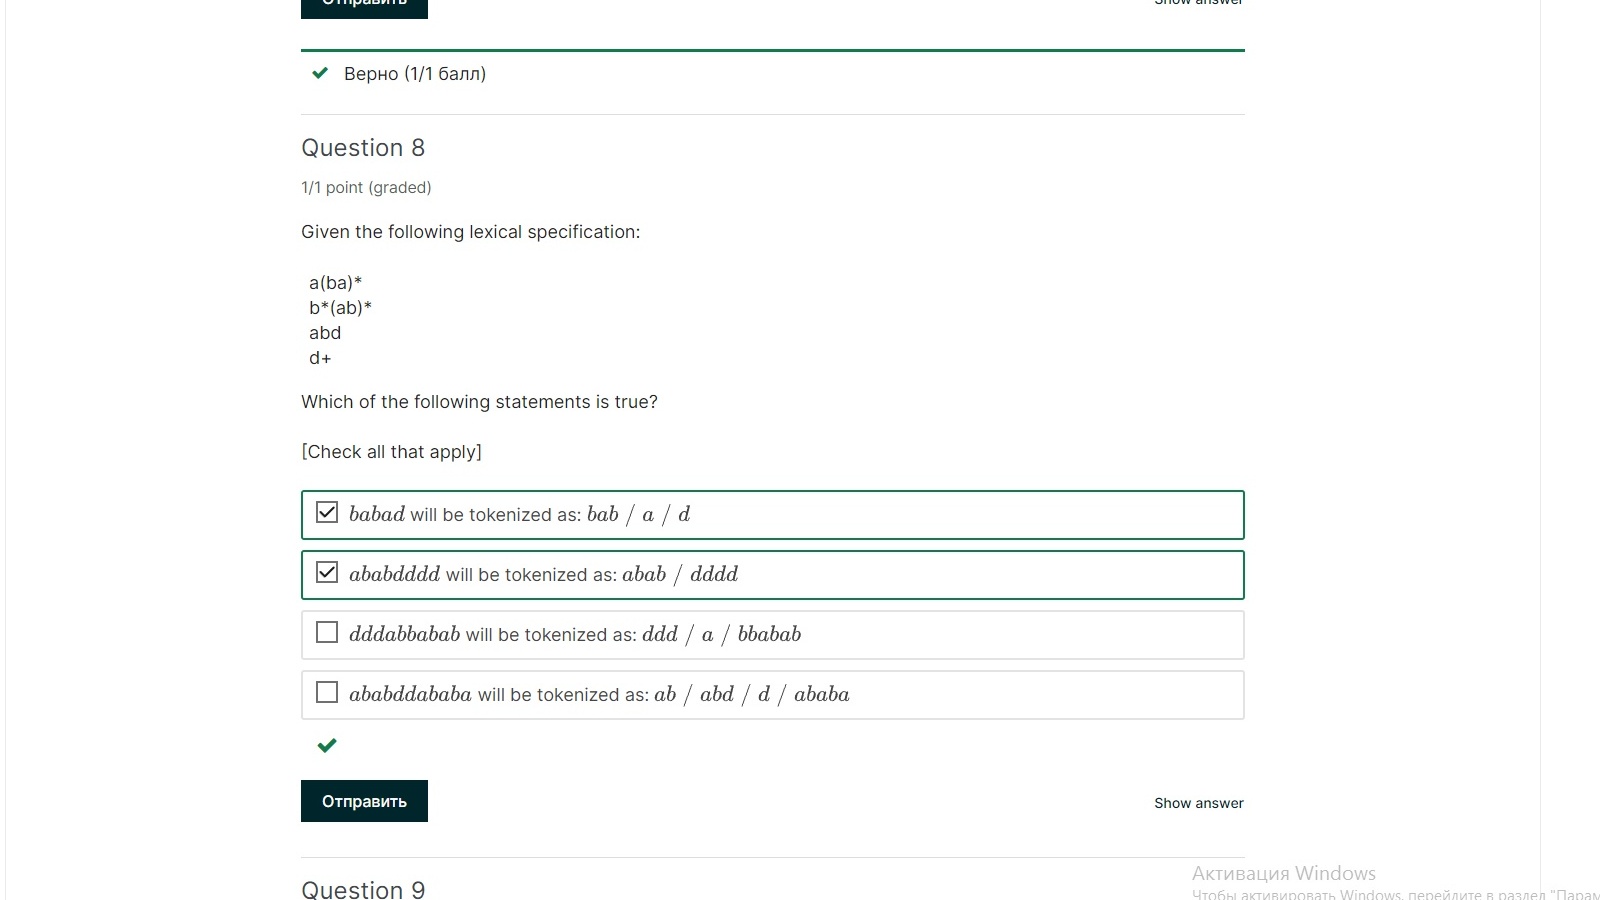 Отправить
Show answer
Верно (1/1 балл)
Question 8
1/1 point (graded)
Given the following lexical specification:
a(ba)*
b*(ab)*
abd
d+
Which of the following statements is true?
[Check all that apply]
babad will be tokenized as: bab / a / d
ababdddd will be tokenized as: abab / dddd
dddabbabab will be tokenized as: ddd / a / bbabab
ababddababa will be tokenized as: ab / abd / d / ababa
Отправить
Show answer
Question 9
Активация Windows
Чтобы активировать Windows, перейдите в раздел "Парам